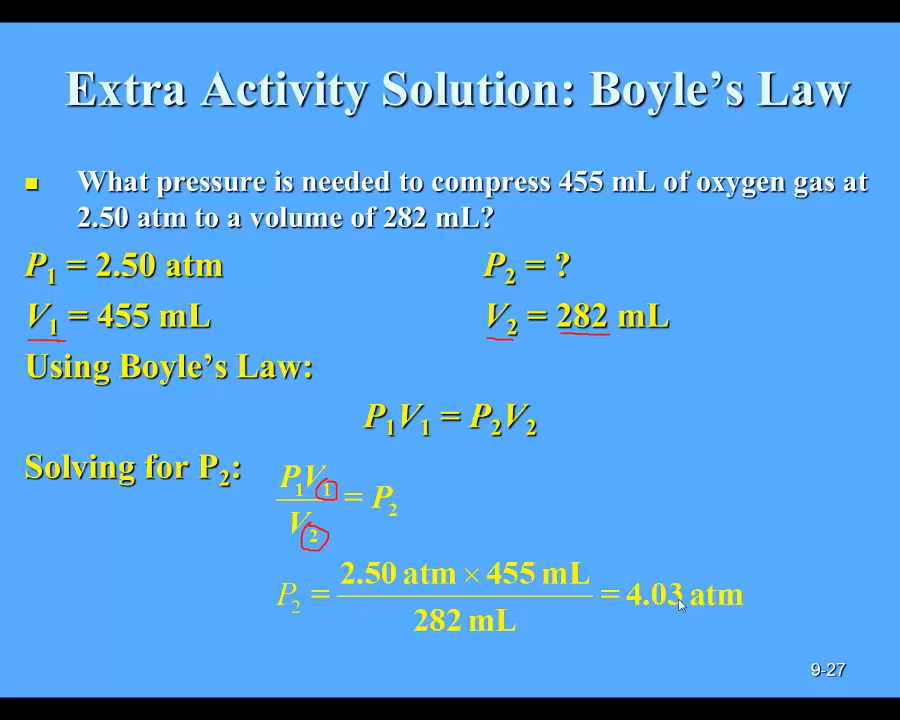 Extra Activity Solution: Boyle’s Law
What pressure is needed to compress 455 mL of oxygen gas at
2.50 atm to a volume of 282 mL?
P₁ = 2.50 atm P₂ = ?
V₁ = 455 mL V₂ = 282 mL
Using Boyle’s Law:
P₁V₁ = P₂V₂
Solving for P₂:
P₁V₁
= P₂
V₂
2.50 atm × 455 mL
P₂ = = 4.03 atm
282 mL
9-27